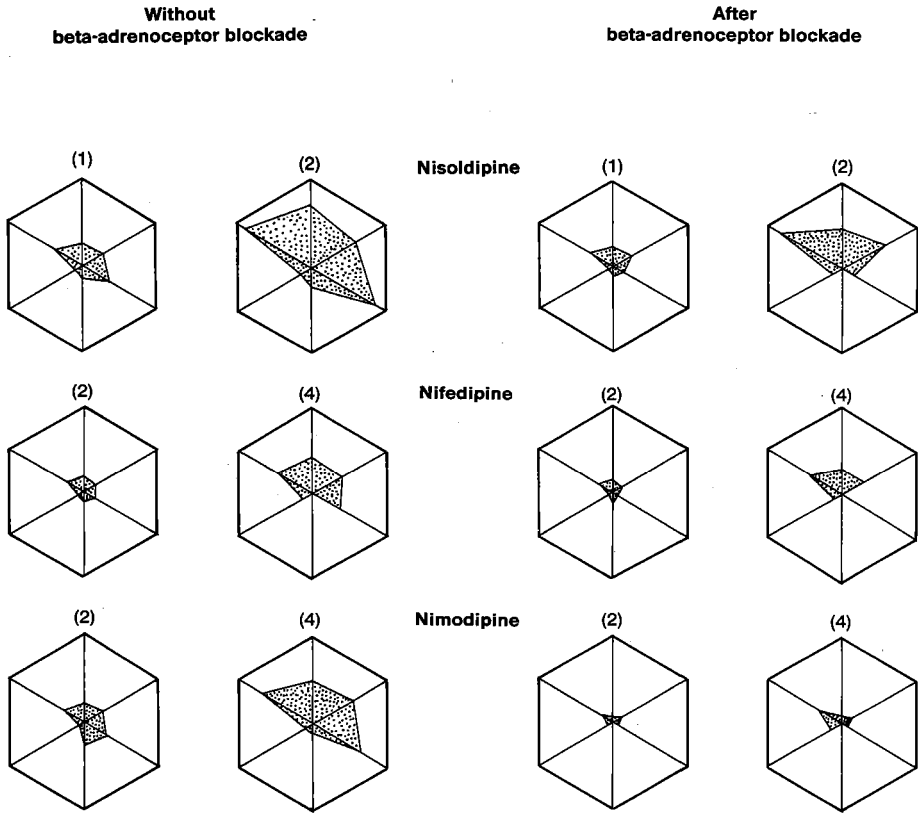 Without
beta-adrenoceptor blockade
After
beta-adrenoceptor blockade
(1)
(2)
Nisoldipine
(1)
(2)
(2)
(4)
Nifedipine
(2)
(4)
(2)
(4)
Nimodipine
(2)
(4)